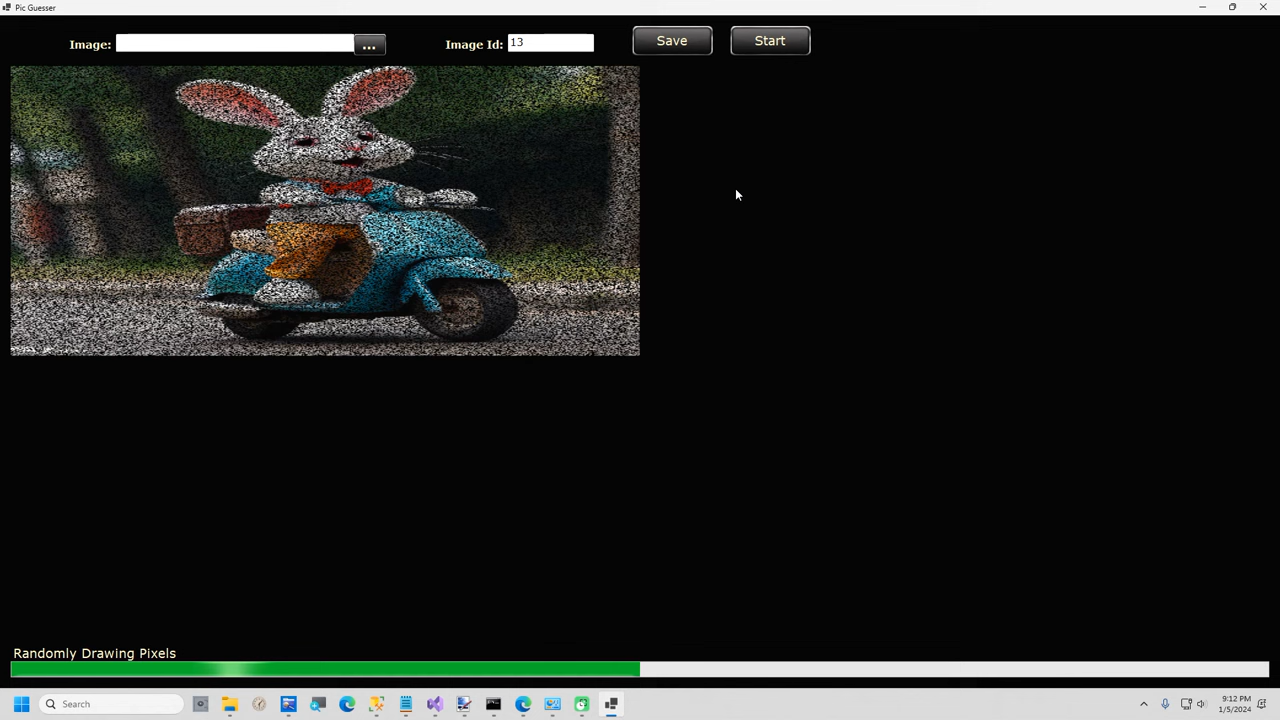 Pic Guesser
Image: ... Image Id: 13 Save Start
Randomly Drawing Pixels
Search
9:12 PM
1/5/2024